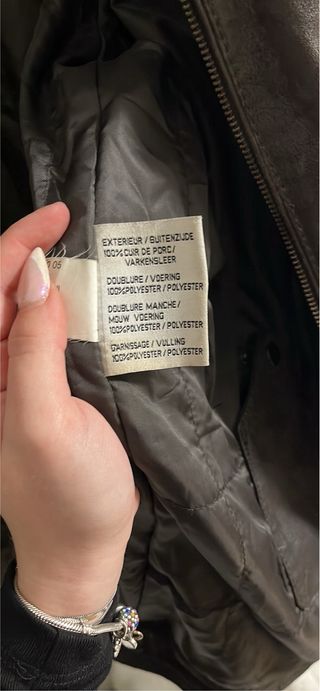 EXTERIEUR / BUITENZIJDE
100% CUIR DE PORC /
VARKENSLEER
DOUBLURE / VOERING
100%POLYESTER / POLYESTER
DOUBLURE MANCHE /
MOUW VOERING
100%POLYESTER / POLYESTER
GARNISSAGE / VULLING
100%POLYESTER / POLYESTER
05